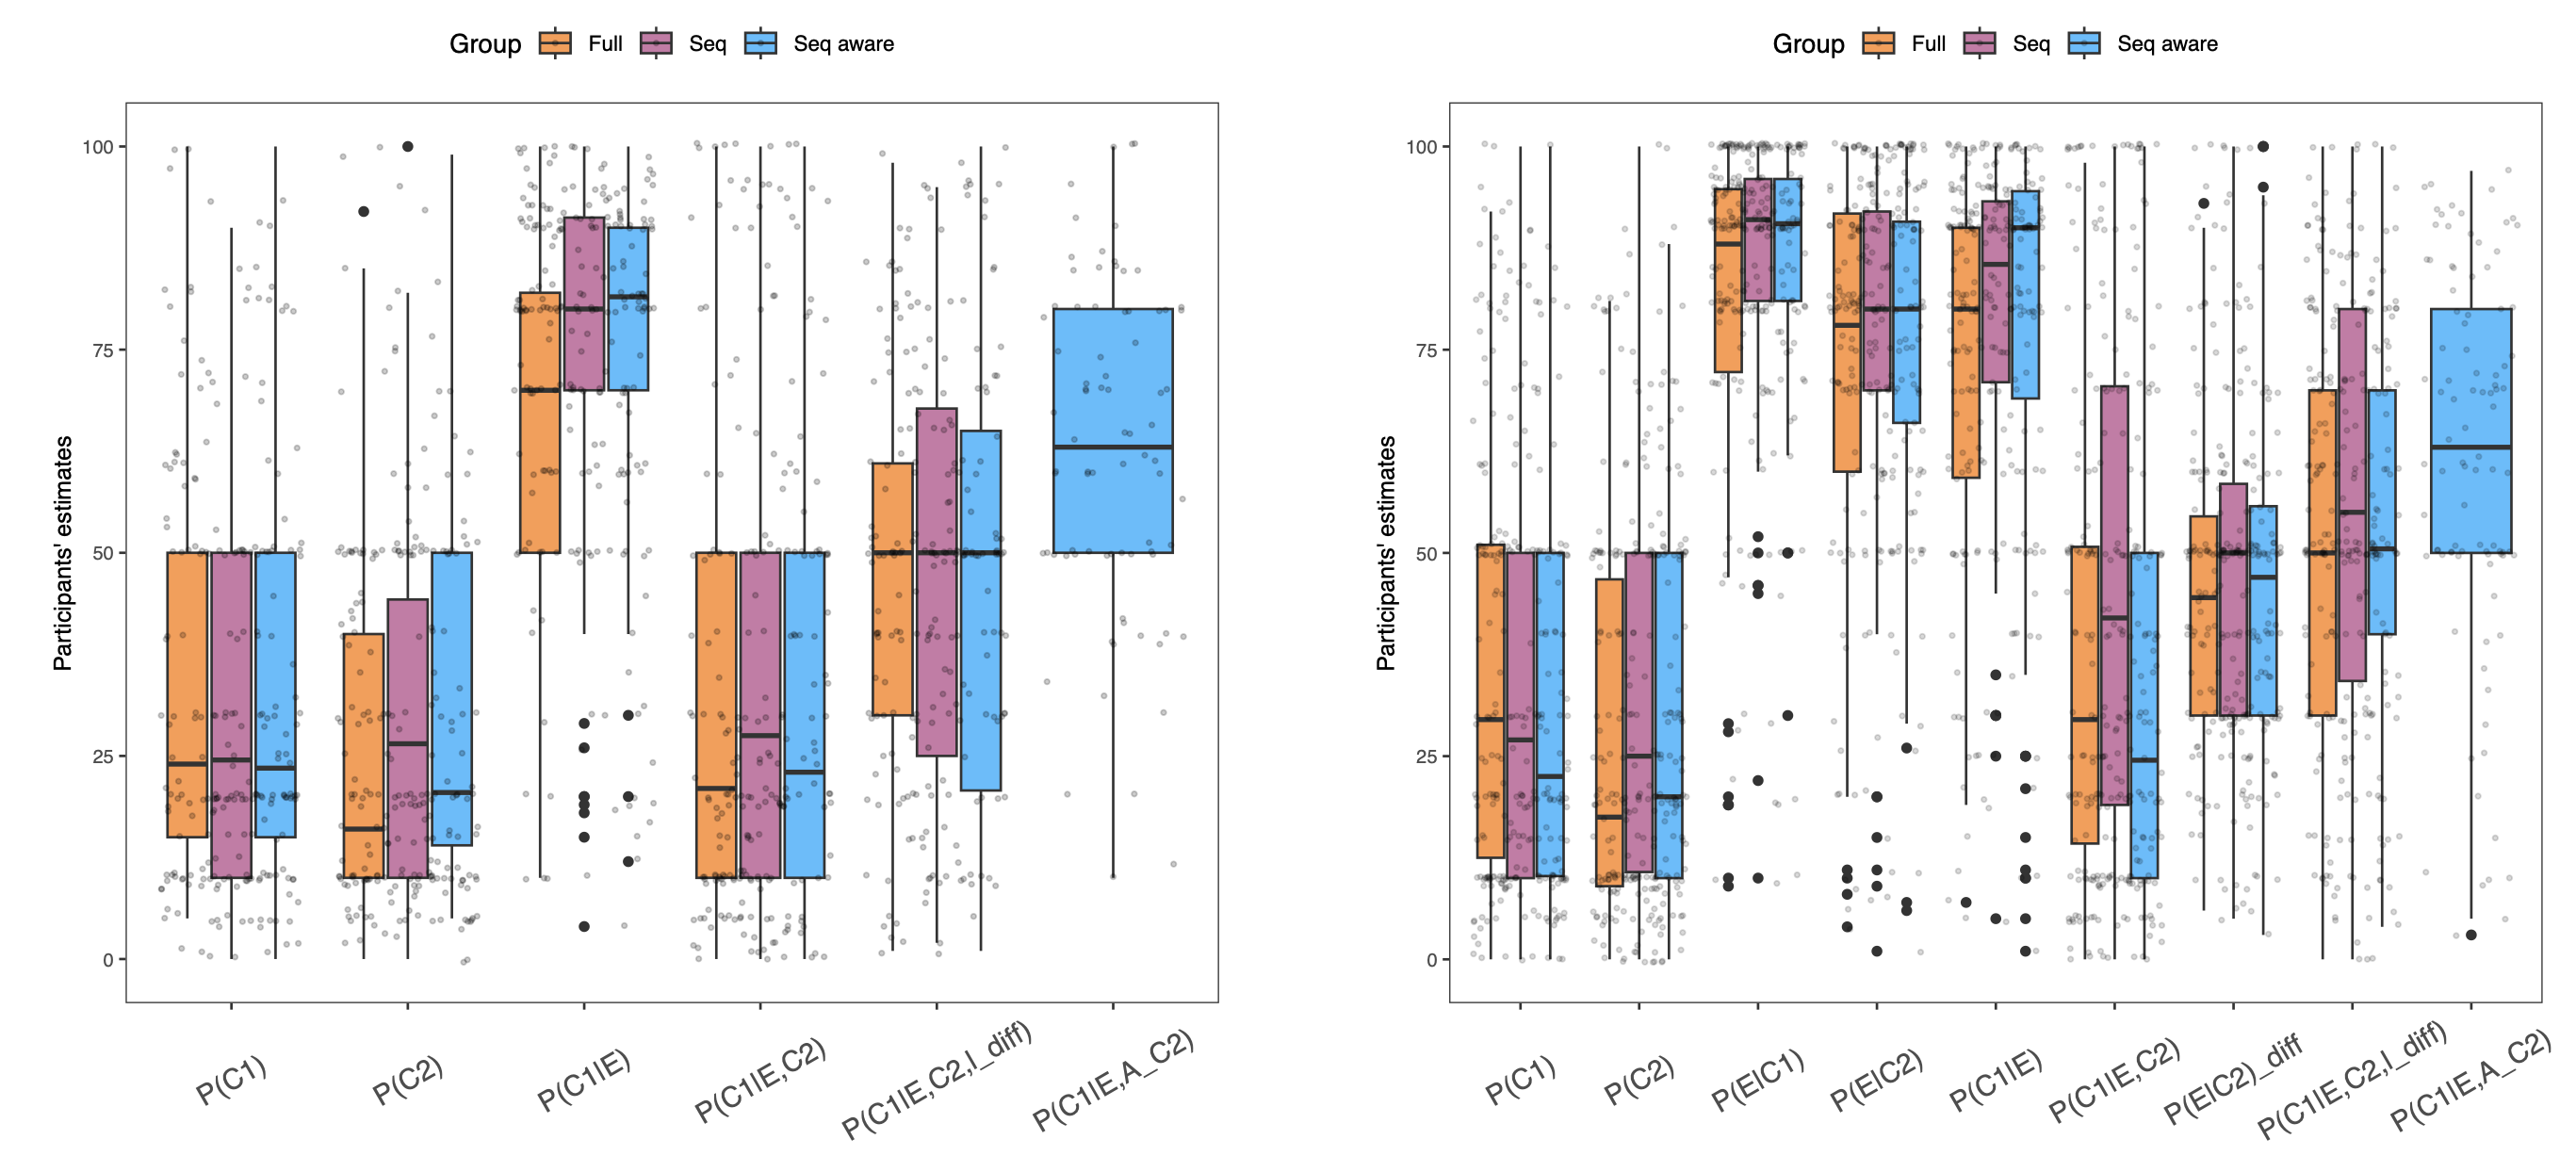 Group Full Seq Seq aware
Participants' estimates
100
75
50
25
0
P(C1)
P(C2)
P(C1|E)
P(C1|E,C2)
P(C1|E,C2,l_diff)
P(C1|E,A_C2)
Group Full Seq Seq aware
Participants' estimates
100
75
50
25
0
P(C1)
P(C2)
P(E|C1)
P(E|C2)
P(C1|E)
P(C1|E,C2)
P(E|C2)_diff
P(C1|E,C2,l_diff)
P(C1|E,A_C2)